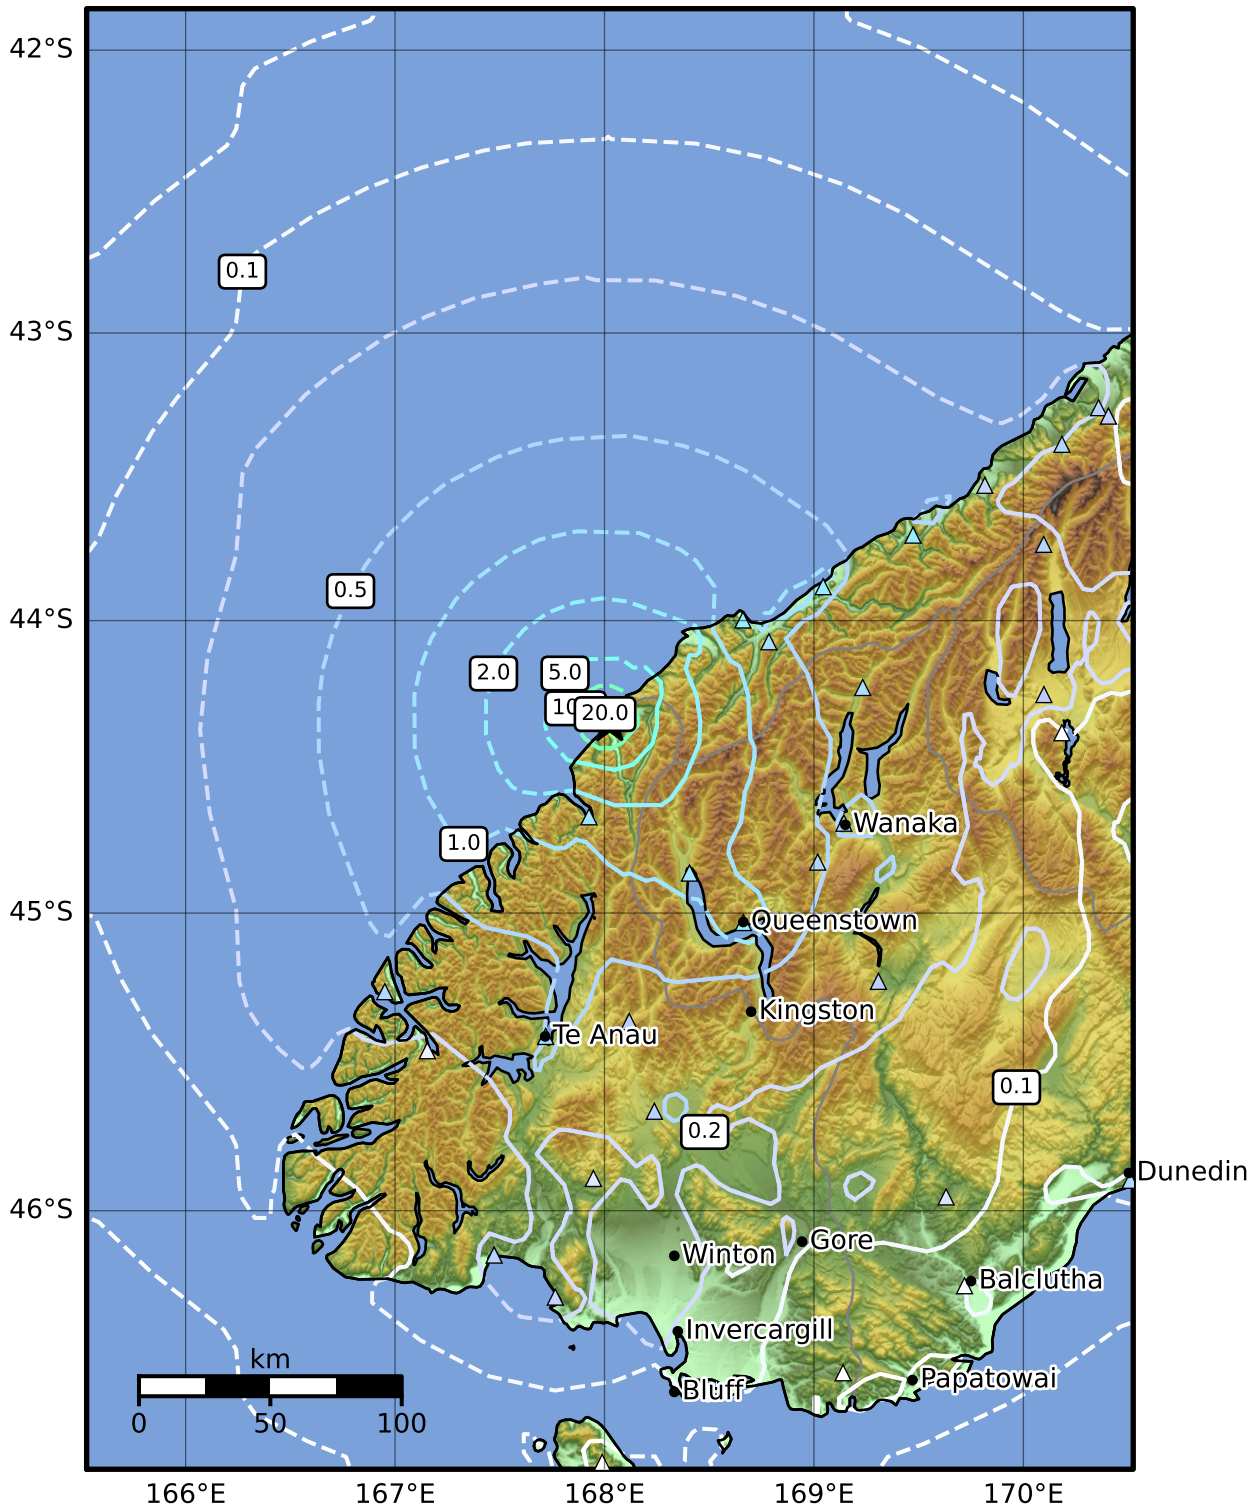 42°S
0.1
43°S
0.5
44°S
2.0
5.0
20.0
Wanaka
1.0
45°S
Queenstown
Kingston
Te Anau
0.1
0.2
Dunedin
46°S
Gore
Winton
Balclutha
Invercargill
km
Papatowai
Bluff
0 50 100
166°E 167°E 168°E 169°E 170°E